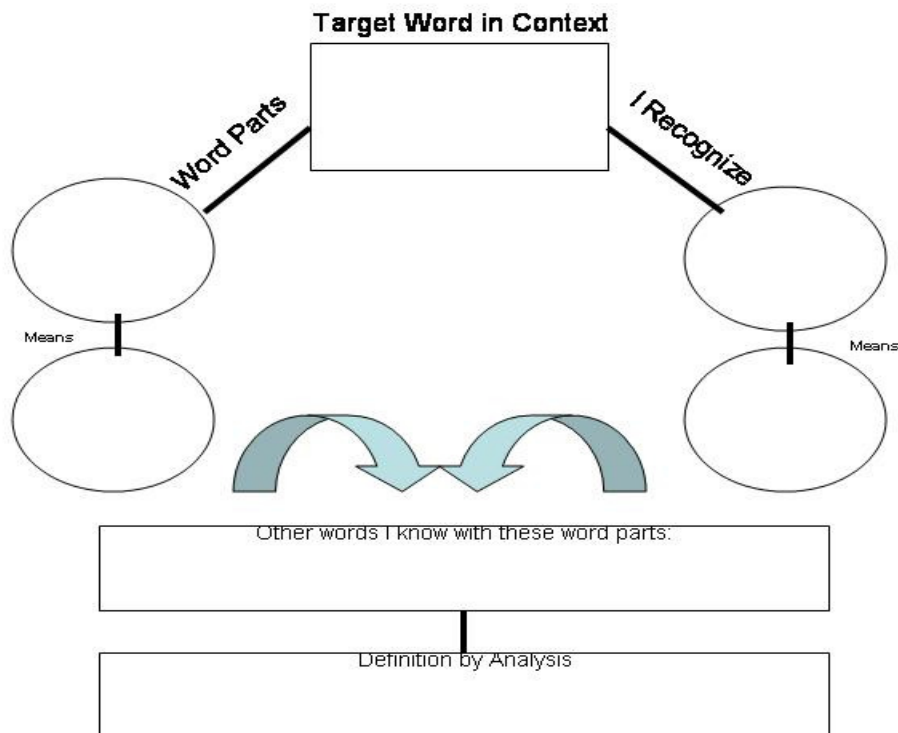 Target Word in Context
Word Parts
I Recognize
Means
Means
Other words I know with these word parts:
Definition by Analysis